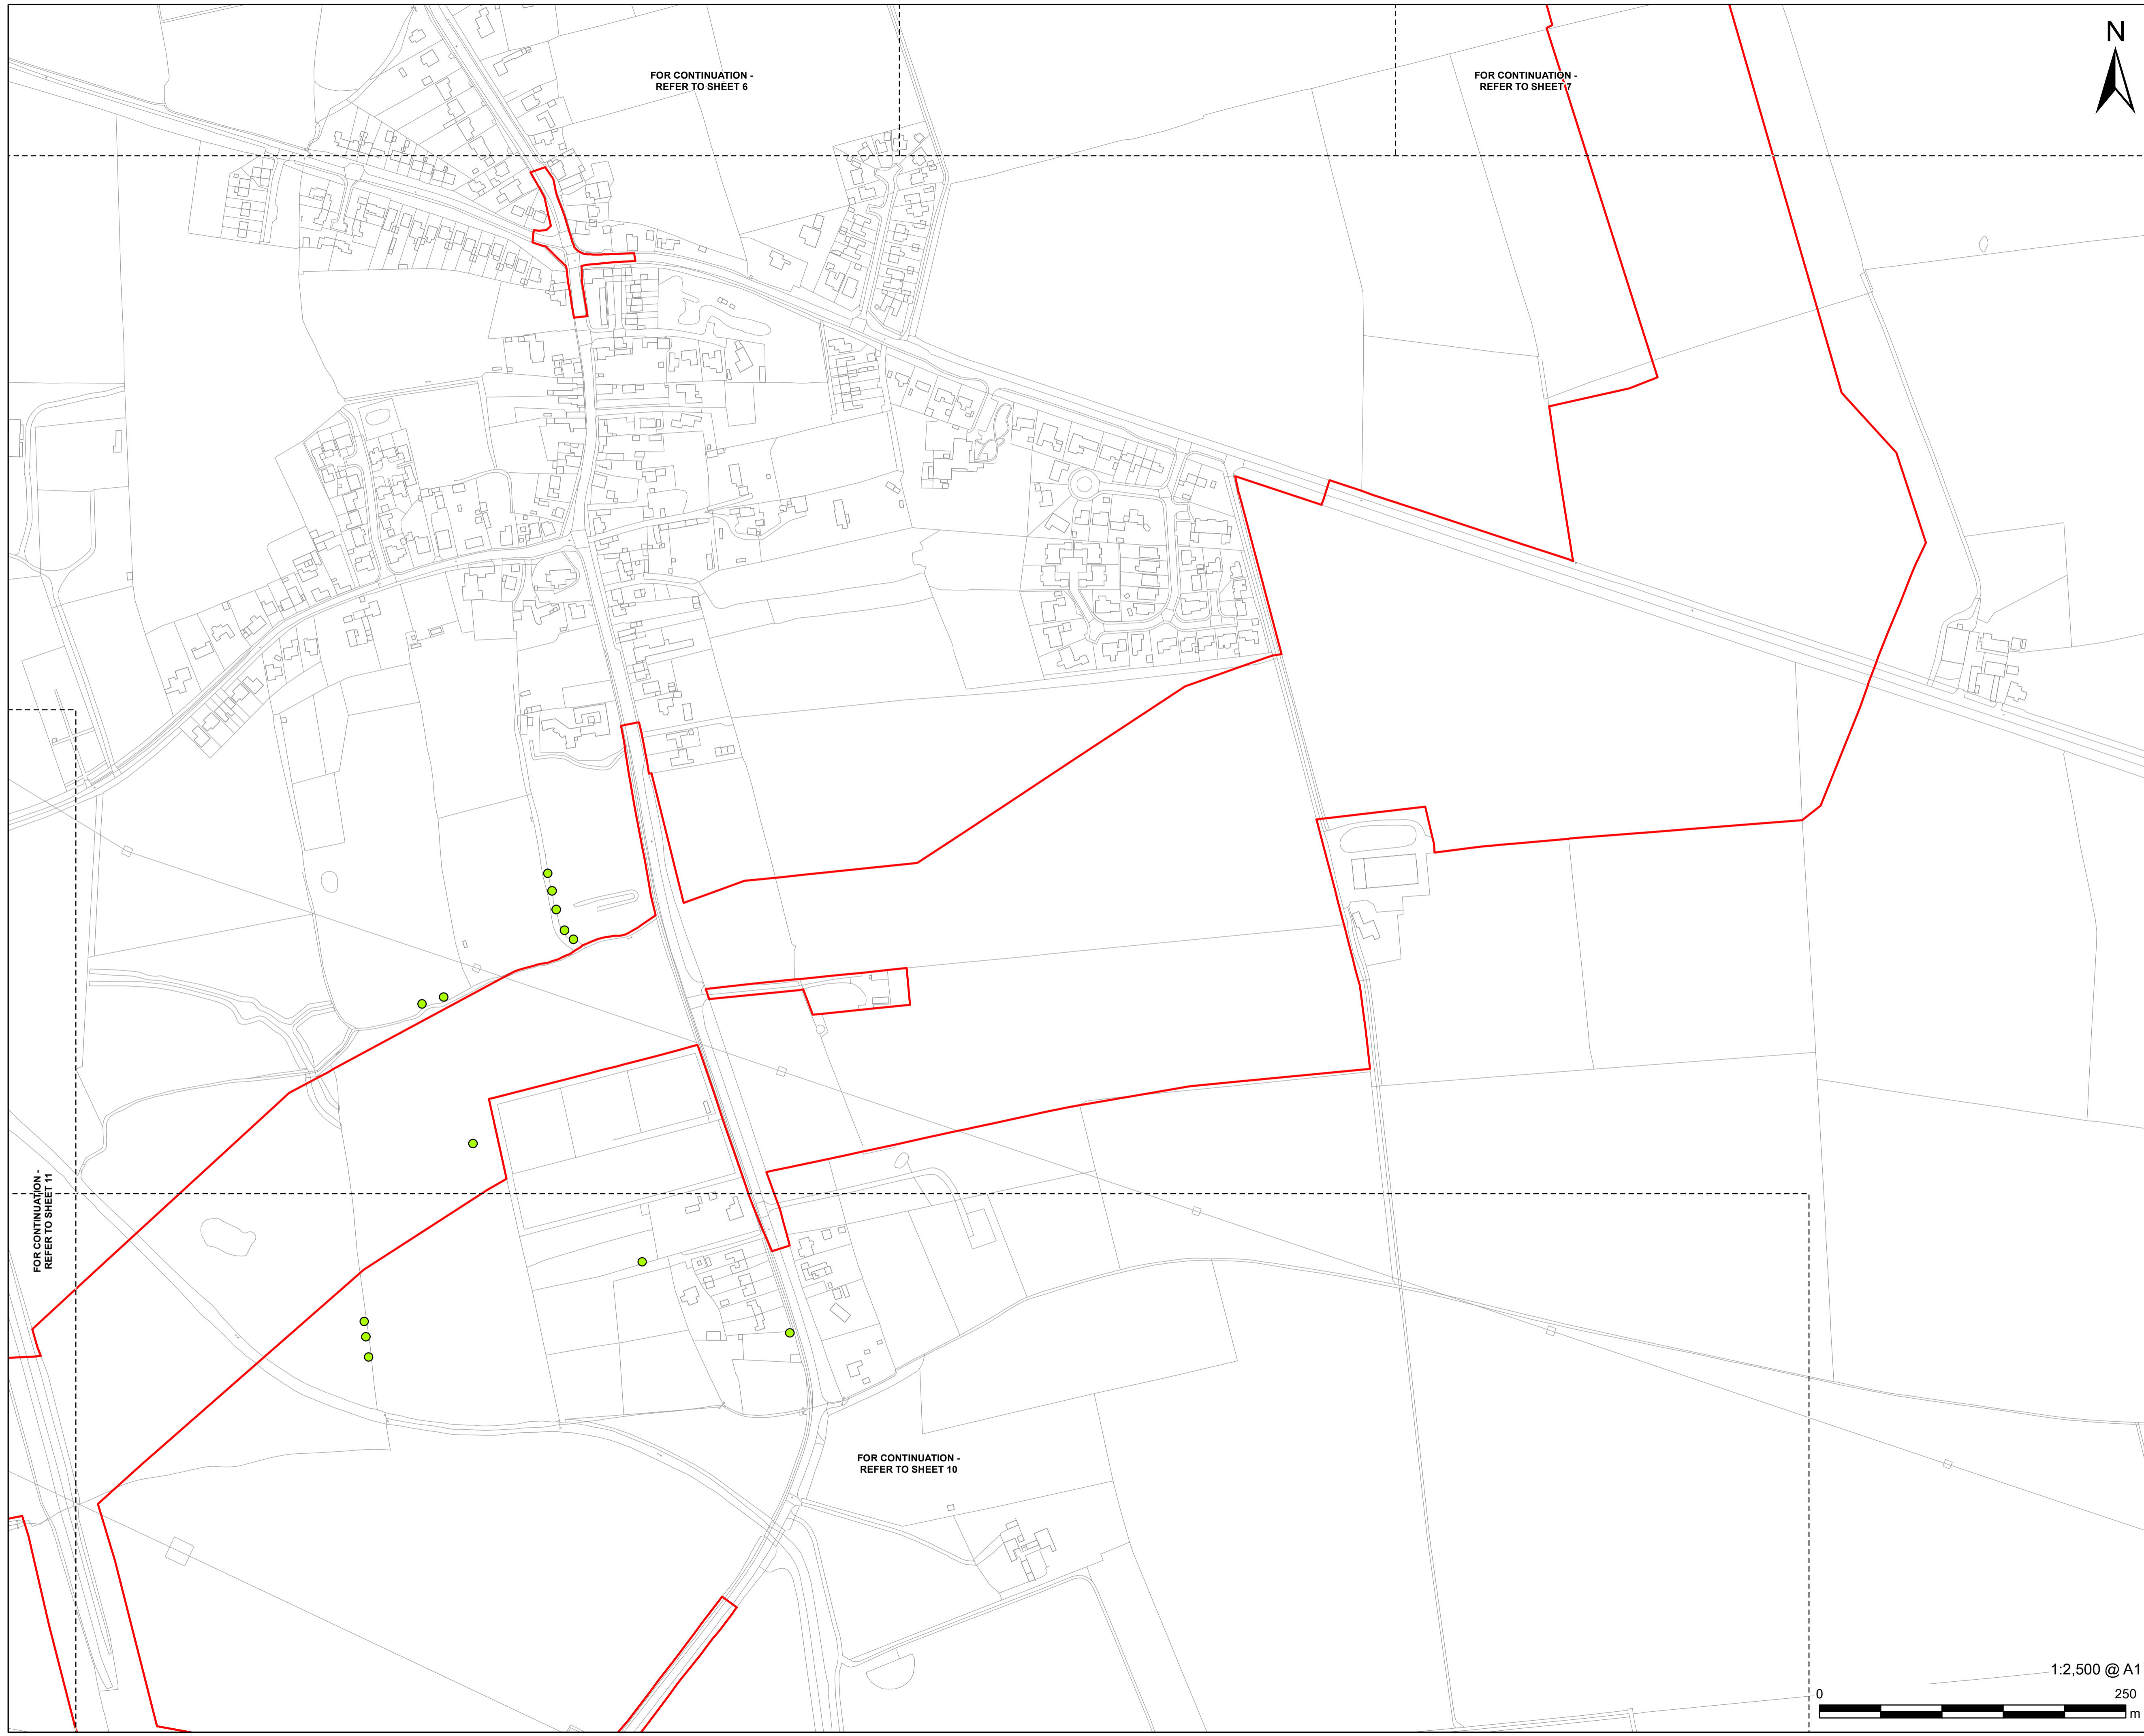 N
FOR CONTINUATION -
REFER TO SHEET 6
FOR CONTINUATION -
REFER TO SHEET 7
FOR CONTINUATION -
REFER TO SHEET 11
FOR CONTINUATION -
REFER TO SHEET 10
1:2,500 @ A1
0 250
m